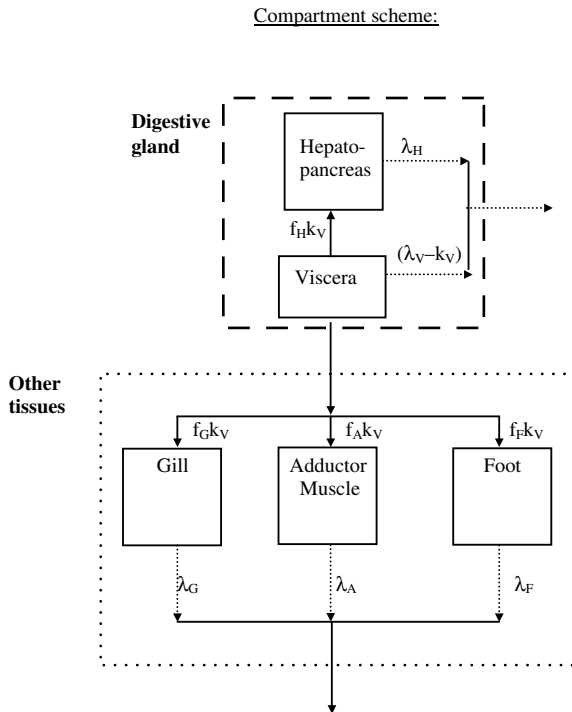 Compartment scheme:
Digestive
gland
Hepato-
pancreas
λH
fHkV
(λV–kV)
Viscera
Other
tissues
fGkV
fAkV
fFkV
Gill
Adductor
Muscle
Foot
λG
λA
λF